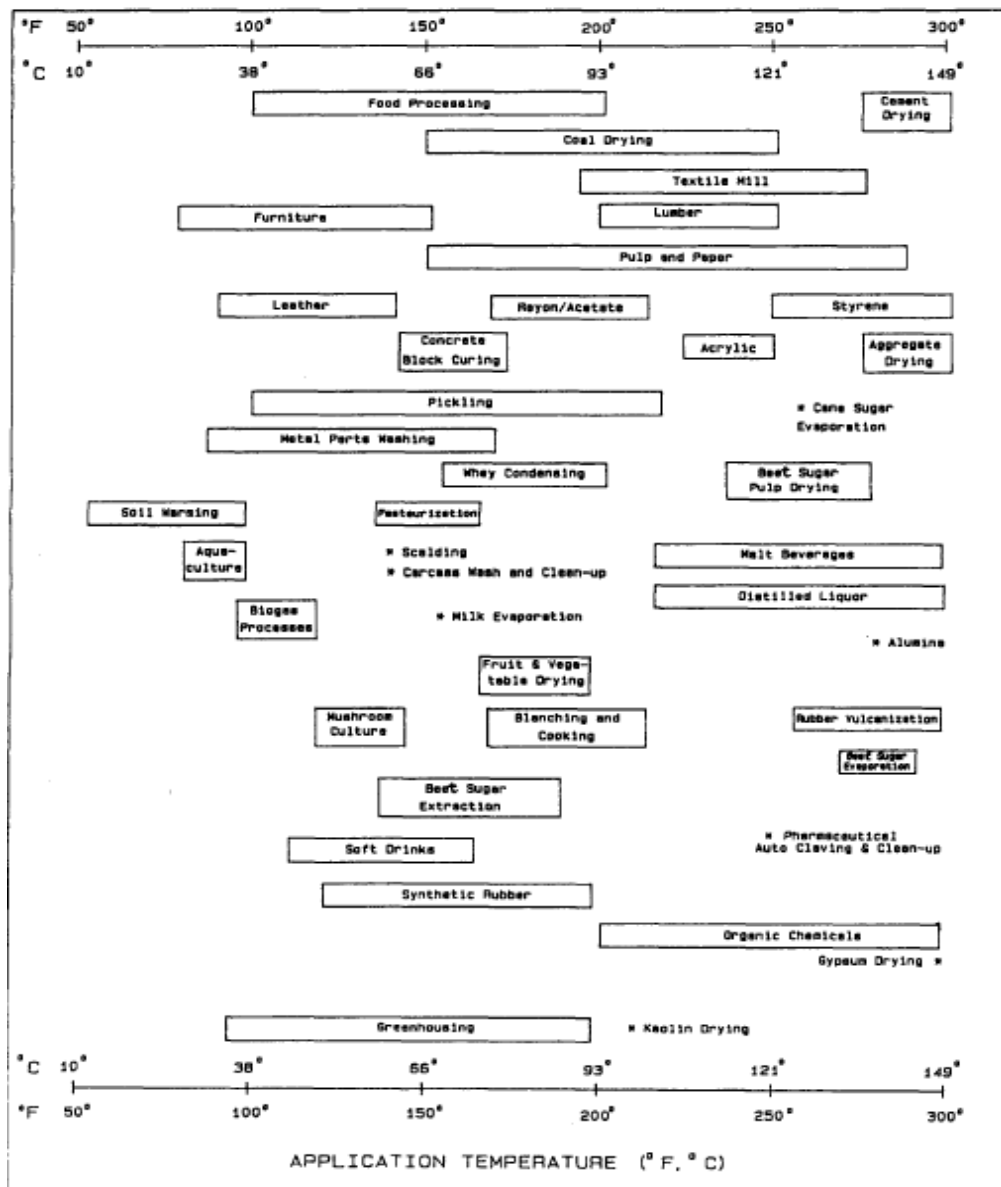 °F 50° 100° 150° 200° 250° 300°
°C 10° 38° 66° 93° 121° 149°
Food Processing
Cement
Drying
Coal Drying
Textile Mill
Furniture
Lumber
Pulp and Paper
Leather
Rayon/Acetate
Styrene
Concrete
Block Curing
Acrylic
Aggregate
Drying
Pickling
* Cane Sugar
Evaporation
Metal Parts Washing
Whey Condensing
Beet Sugar
Pulp Drying
Soil Warming
Pasteurization
Aqua-
culture
* Scalding
* Carcass Wash and Clean-up
Malt Beverages
Distilled Liquor
Biogas
Processes
* Milk Evaporation
* Alumina
Fruit & Vege-
table Drying
Mushroom
Culture
Blanching and
Cooking
Rubber Vulcanization
Beet Sugar
Evaporation
Beet Sugar
Extraction
* Pharmaceutical
Auto Claving & Clean-up
Soft Drinks
Synthetic Rubber
Organic Chemicals
Gypsum Drying *
Greenhousing
* Kaolin Drying
°C 10° 38° 66° 93° 121° 149°
°F 50° 100° 150° 200° 250° 300°
APPLICATION TEMPERATURE (°F,°C)